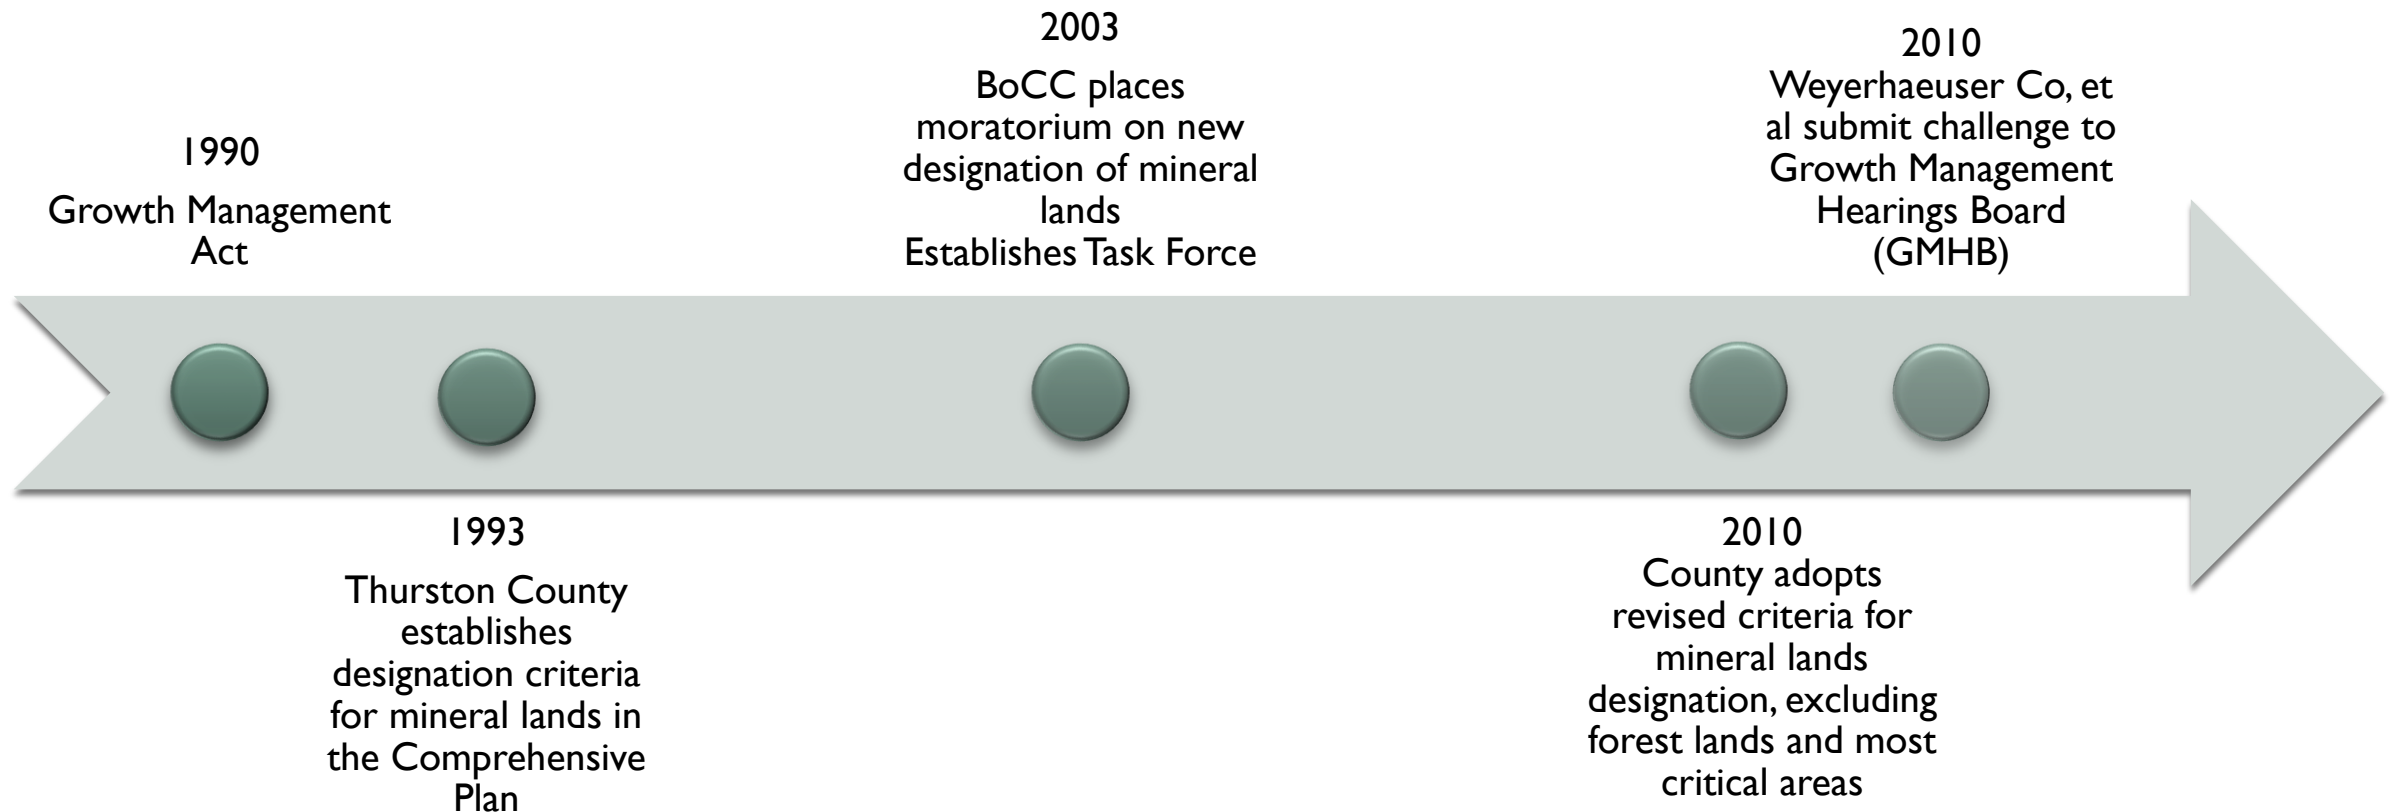 1990
Growth Management
Act
1993
Thurston County
establishes
designation criteria
for mineral lands in
the Comprehensive
Plan
2003
BoCC places
moratorium on new
designation of mineral
lands
Establishes Task Force
2010
County adopts
revised criteria for
mineral lands
designation, excluding
forest lands and most
critical areas
2010
Weyerhaeuser Co, et
al submit challenge to
Growth Management
Hearings Board
(GMHB)